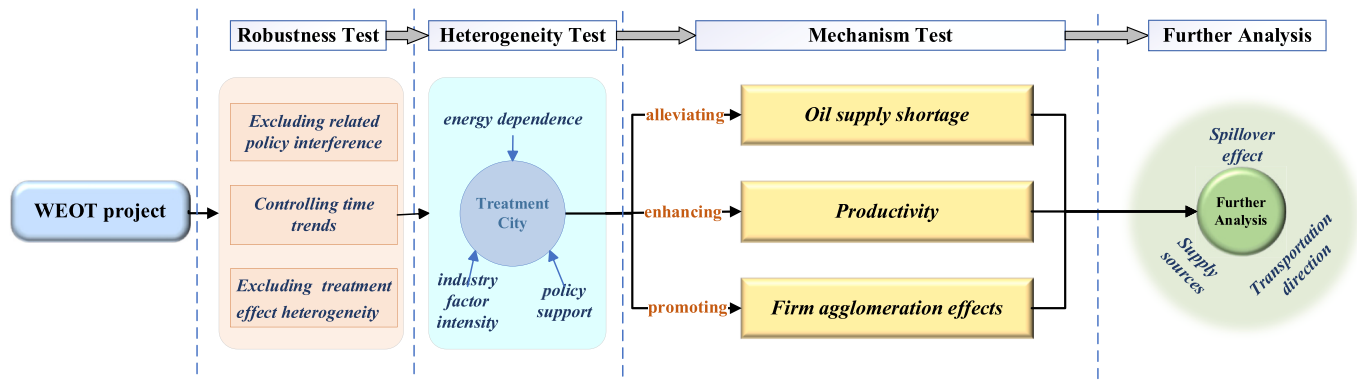 Robustness Test
Heterogeneity Test
Mechanism Test
Further Analysis
WEOT project
Excluding related
policy interference
Controlling time
trends
Excluding treatment
effect heterogeneity
energy dependence
Treatment
City
industry
factor
intensity
policy
support
alleviating
Oil supply shortage
enhancing
Productivity
promoting
Firm agglomeration effects
Spillover
effect
Further
Analysis
Supply
sources
Transportation
direction